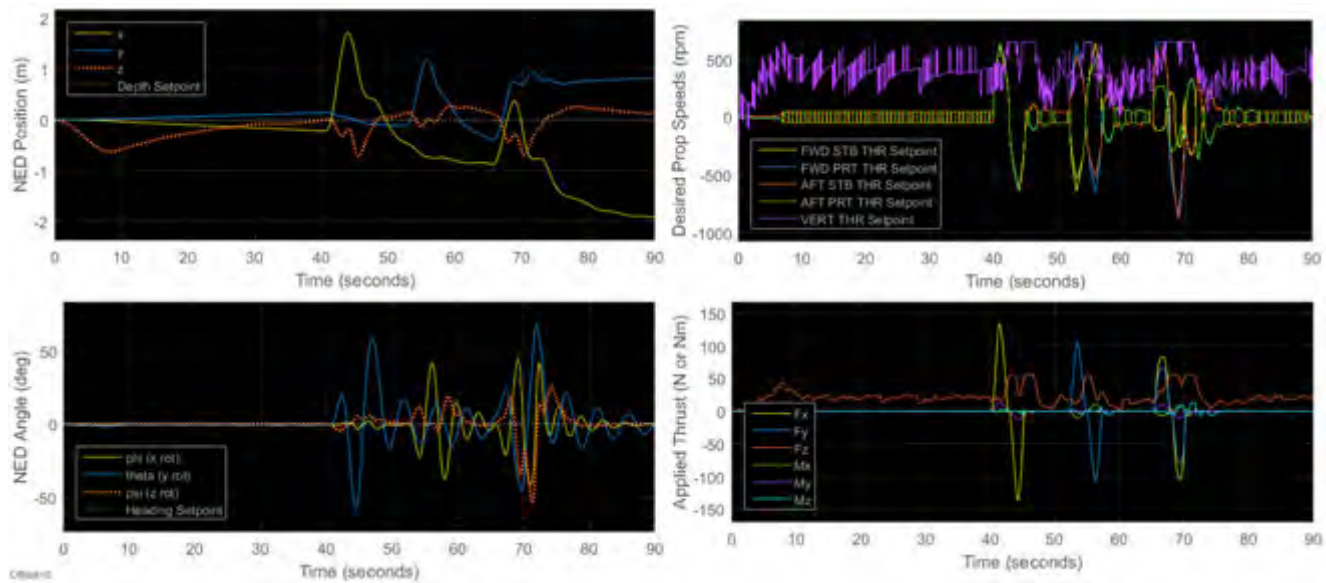 NED Position (m)
2
1
0
-1
-2
x
y
z
Depth Setpoint
0 10 20 30 40 50 60 70 80 90
Time (seconds)
Desired Prop Speeds (rpm)
500
0
-500
-1000
FWD STB THR Setpoint
FWD PRT THR Setpoint
AFT STB THR Setpoint
AFT PRT THR Setpoint
VERT THR Setpoint
0 10 20 30 40 50 60 70 80 90
Time (seconds)
NED Angle (deg)
50
0
-50
phi (x rot)
theta (y rot)
psi (z rot)
Heading Setpoint
0 10 20 30 40 50 60 70 80 90
Time (seconds)
Applied Thrust (N or Nm)
150
100
50
0
-50
-100
-150
Fx
Fy
Fz
Mx
My
Mz
0 10 20 30 40 50 60 70 80 90
Time (seconds)